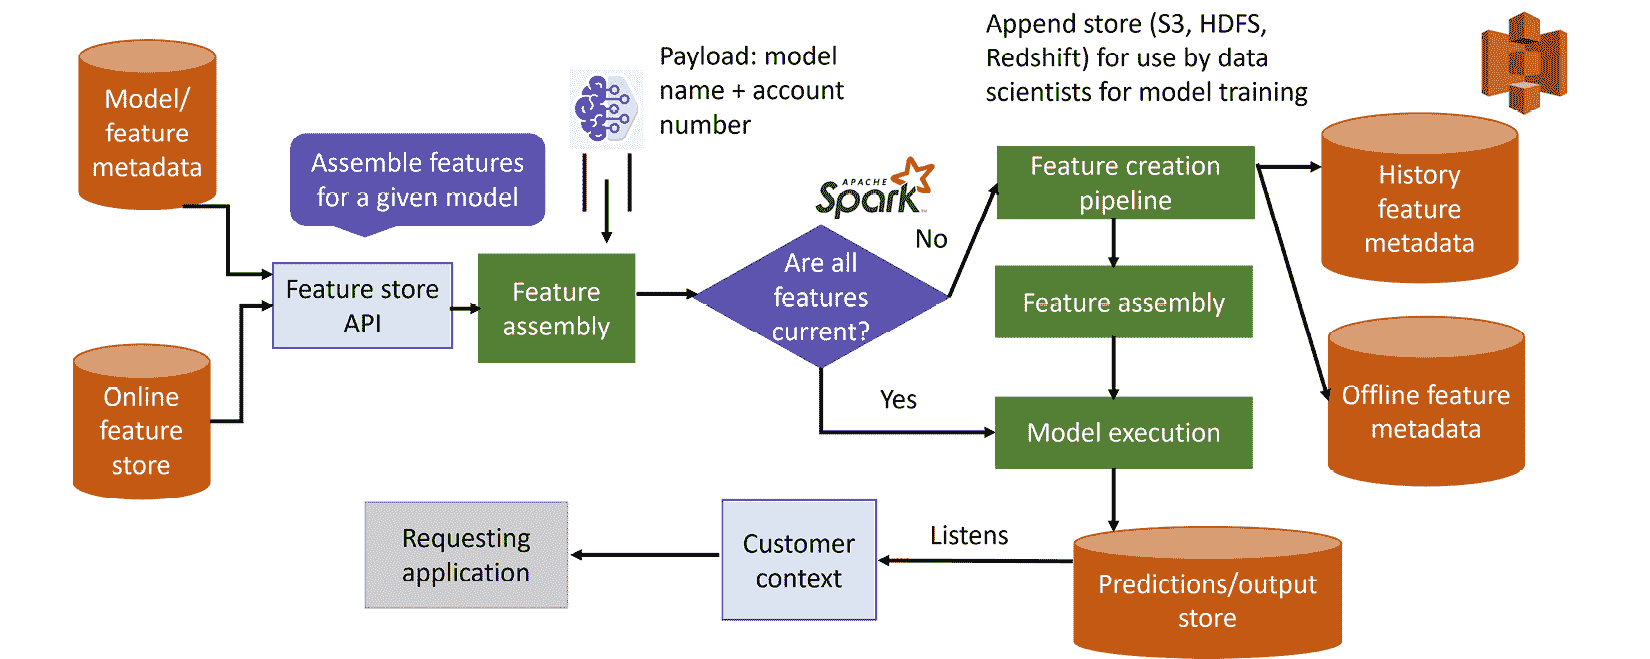 Model/
feature
metadata
Assemble features
for a given model
Payload: model
name + account
number
Append store (S3, HDFS,
Redshift) for use by data
scientists for model training
APACHE
Spark
Feature creation
pipeline
History
feature
metadata
No
Feature store
API
Feature
assembly
Are all
features
current?
Feature assembly
Online
feature
store
Yes
Model execution
Offline feature
metadata
Requesting
application
Customer
context
Listens
Predictions/output
store